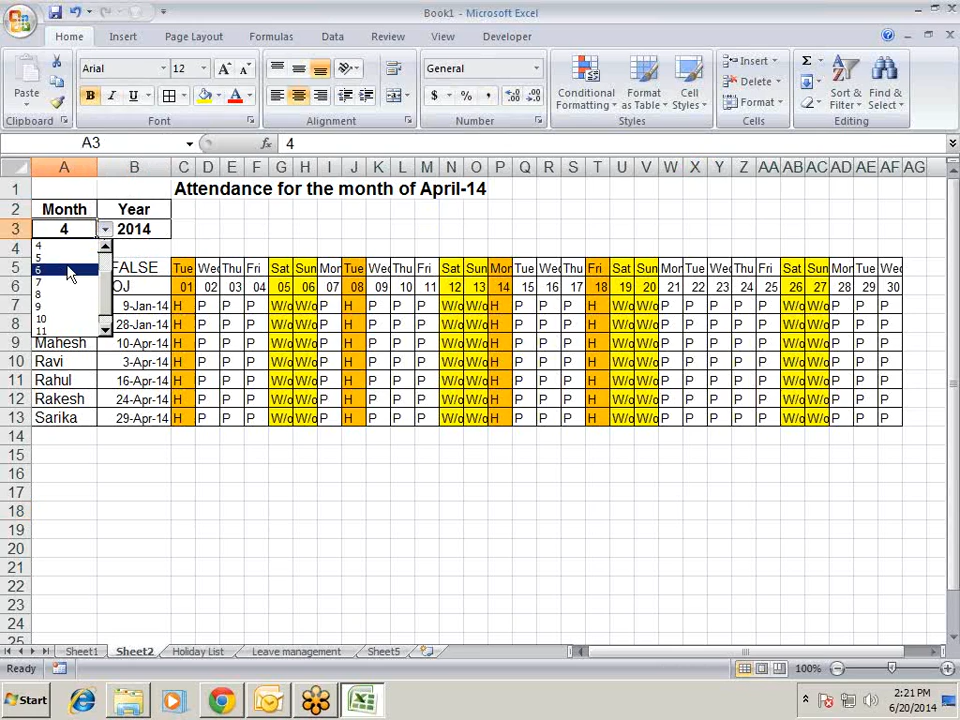 Book1 - Microsoft Excel
Home Insert Page Layout Formulas Data Review View Developer
Paste Arial 12 A A General Conditional Formatting Format as Table Cell Styles Insert Delete Format Σ Sort & Filter Find & Select
B I U A $ % ,
Clipboard Font Alignment Number Styles Cells Editing
A3 fx 4
A B C D E F G H I J K L M N O P Q R S T U V W X Y Z AA AB AC AD AE AF AG
1 Attendance for the month of April-14
2 Month Year
3 4 2014
4 4
5
5 6 FALSE Tue Wed Thu Fri Sat Sun Mon Tue Wed Thu Fri Sat Sun Mon Tue Wed Thu Fri Sat Sun Mon Tue Wed Thu Fri Sat Sun Mon Tue Wed
6 7 OJ 01 02 03 04 05 06 07 08 09 10 11 12 13 14 15 16 17 18 19 20 21 22 23 24 25 26 27 28 29 30
8
7 9 9-Jan-14 H P P P W/o W/o P H P P P W/o W/o H P P P H W/o W/o P P P P P W/o W/o P P P
8 10 28-Jan-14 H P P P W/o W/o P H P P P W/o W/o H P P P H W/o W/o P P P P P W/o W/o P P P
11
9 Mahesh 10-Apr-14 H P P P W/o W/o P H P P P W/o W/o H P P P H W/o W/o P P P P P W/o W/o P P P
10 Ravi 3-Apr-14 H P P P W/o W/o P H P P P W/o W/o H P P P H W/o W/o P P P P P W/o W/o P P P
11 Rahul 16-Apr-14 H P P P W/o W/o P H P P P W/o W/o H P P P H W/o W/o P P P P P W/o W/o P P P
12 Rakesh 24-Apr-14 H P P P W/o W/o P H P P P W/o W/o H P P P H W/o W/o P P P P P W/o W/o P P P
13 Sarika 29-Apr-14 H P P P W/o W/o P H P P P W/o W/o H P P P H W/o W/o P P P P P W/o W/o P P P
14
15
16
17
18
19
20
21
22
23
24
25
Sheet1 Sheet2 Holiday List Leave management Sheet5
Ready 100%
Start 2:21 PM
6/20/2014